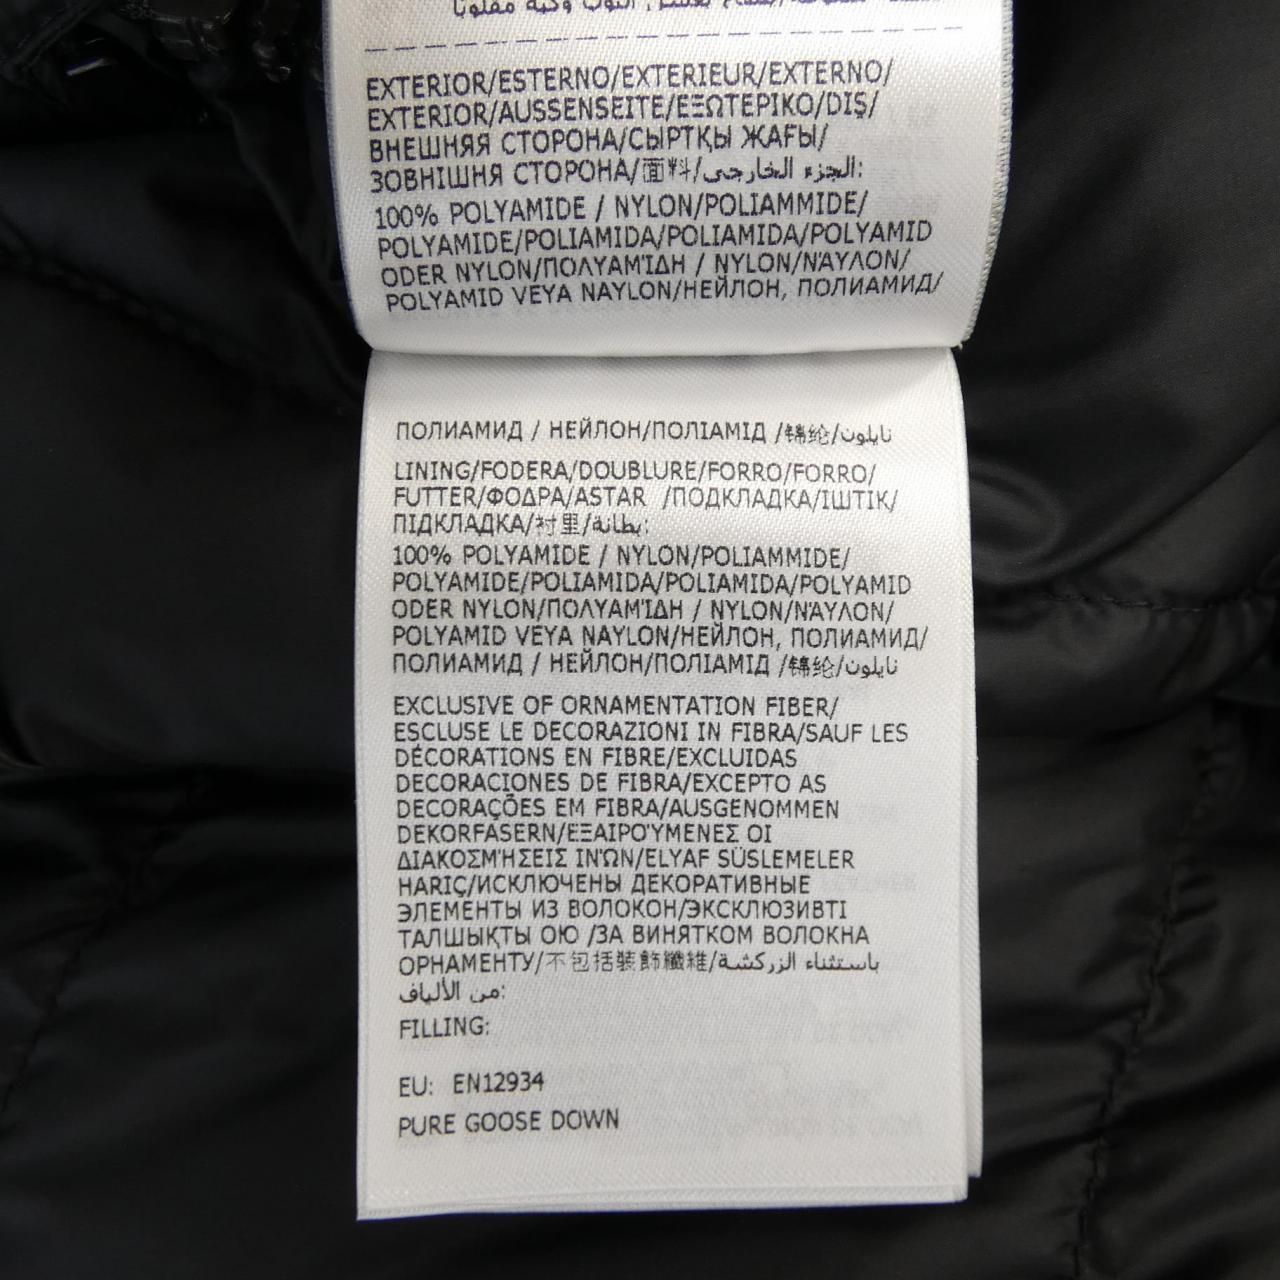 EXTERIOR/ESTERNO/EXTERIEUR/EXTERNO/
EXTERIOR/AUSSENSEITE/ΕΞΩΤΕΡΙΚΟ/DIŞ/
ВНЕШНЯЯ СТОРОНА/СЫРТҚЫ ЖАҒЫ/
ЗОВНІШНЯ СТОРОНА/面料/الجزء الخارجي:
100% POLYAMIDE / NYLON/POLIAMMIDE/
POLYAMIDE/POLIAMIDA/POLIAMIDA/POLYAMID
ODER NYLON/ΠΟΛΥΑΜΊΔΗ / NYLON/ΝΆΥΛΟΝ/
POLYAMID VEYA NAYLON/НЕЙЛОН, ПОЛИАМИД/
ПОЛИАМИД / НЕЙЛОН/ПОЛІАМІД /锦纶/نايلون
LINING/FODERA/DOUBLURE/FORRO/FORRO/
FUTTER/ΦΟΔΡΑ/ASTAR /ПОДКЛАДКА/ІШТІК/
ПІДКЛАДКА/衬里/بطانة:
100% POLYAMIDE / NYLON/POLIAMMIDE/
POLYAMIDE/POLIAMIDA/POLIAMIDA/POLYAMID
ODER NYLON/ΠΟΛΥΑΜΊΔΗ / NYLON/ΝΆΥΛΟΝ/
POLYAMID VEYA NAYLON/НЕЙЛОН, ПОЛИАМИД/
ПОЛИАМИД / НЕЙЛОН/ПОЛІАМІД /锦纶/نايلون
EXCLUSIVE OF ORNAMENTATION FIBER/
ESCLUSE LE DECORAZIONI IN FIBRA/SAUF LES
DÉCORATIONS EN FIBRE/EXCLUIDAS
DECORACIONES DE FIBRA/EXCEPTO AS
DECORAÇÕES EM FIBRA/AUSGENOMMEN
DEKORFASERN/ΕΞΑΙΡΟΎΜΕΝΕΣ ΟΙ
ΔΙΑΚΟΣΜΉΣΕΙΣ ΙΝΏΝ/ELYAF SÜSLEMELER
HARIÇ/ИСКЛЮЧЕНЫ ДЕКОРАТИВНЫЕ
ЭЛЕМЕНТЫ ИЗ ВОЛОКОН/ЭКСКЛЮЗИВТІ
ТАЛШЫҚТЫ ОЮ /ЗА ВИНЯТКОМ ВОЛОКНА
ОРНАМЕНТУ/不包括裝飾纖維/باستثناء الزركشة
من الألياف:
FILLING:
EU: EN12934
PURE GOOSE DOWN